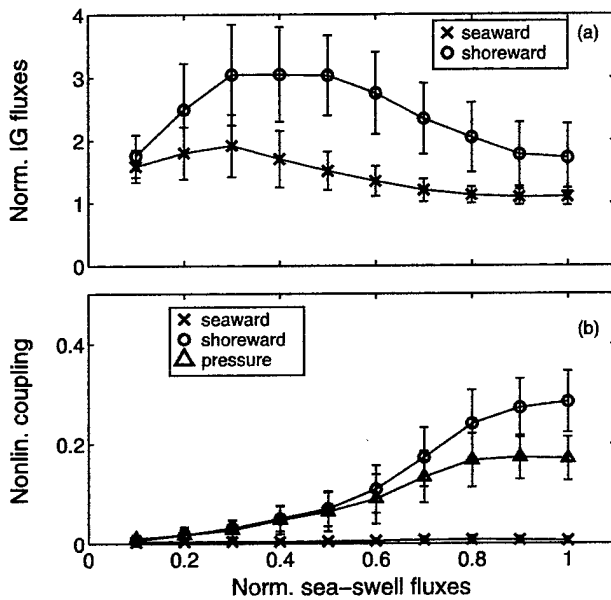 (a)
seaward
shoreward
Norm. IG fluxes
4
3
2
1
0
(b)
seaward
shoreward
pressure
Nonlin. coupling
0.4
0.2
0
0
0.2
0.4
0.6
0.8
1
Norm. sea-swell fluxes